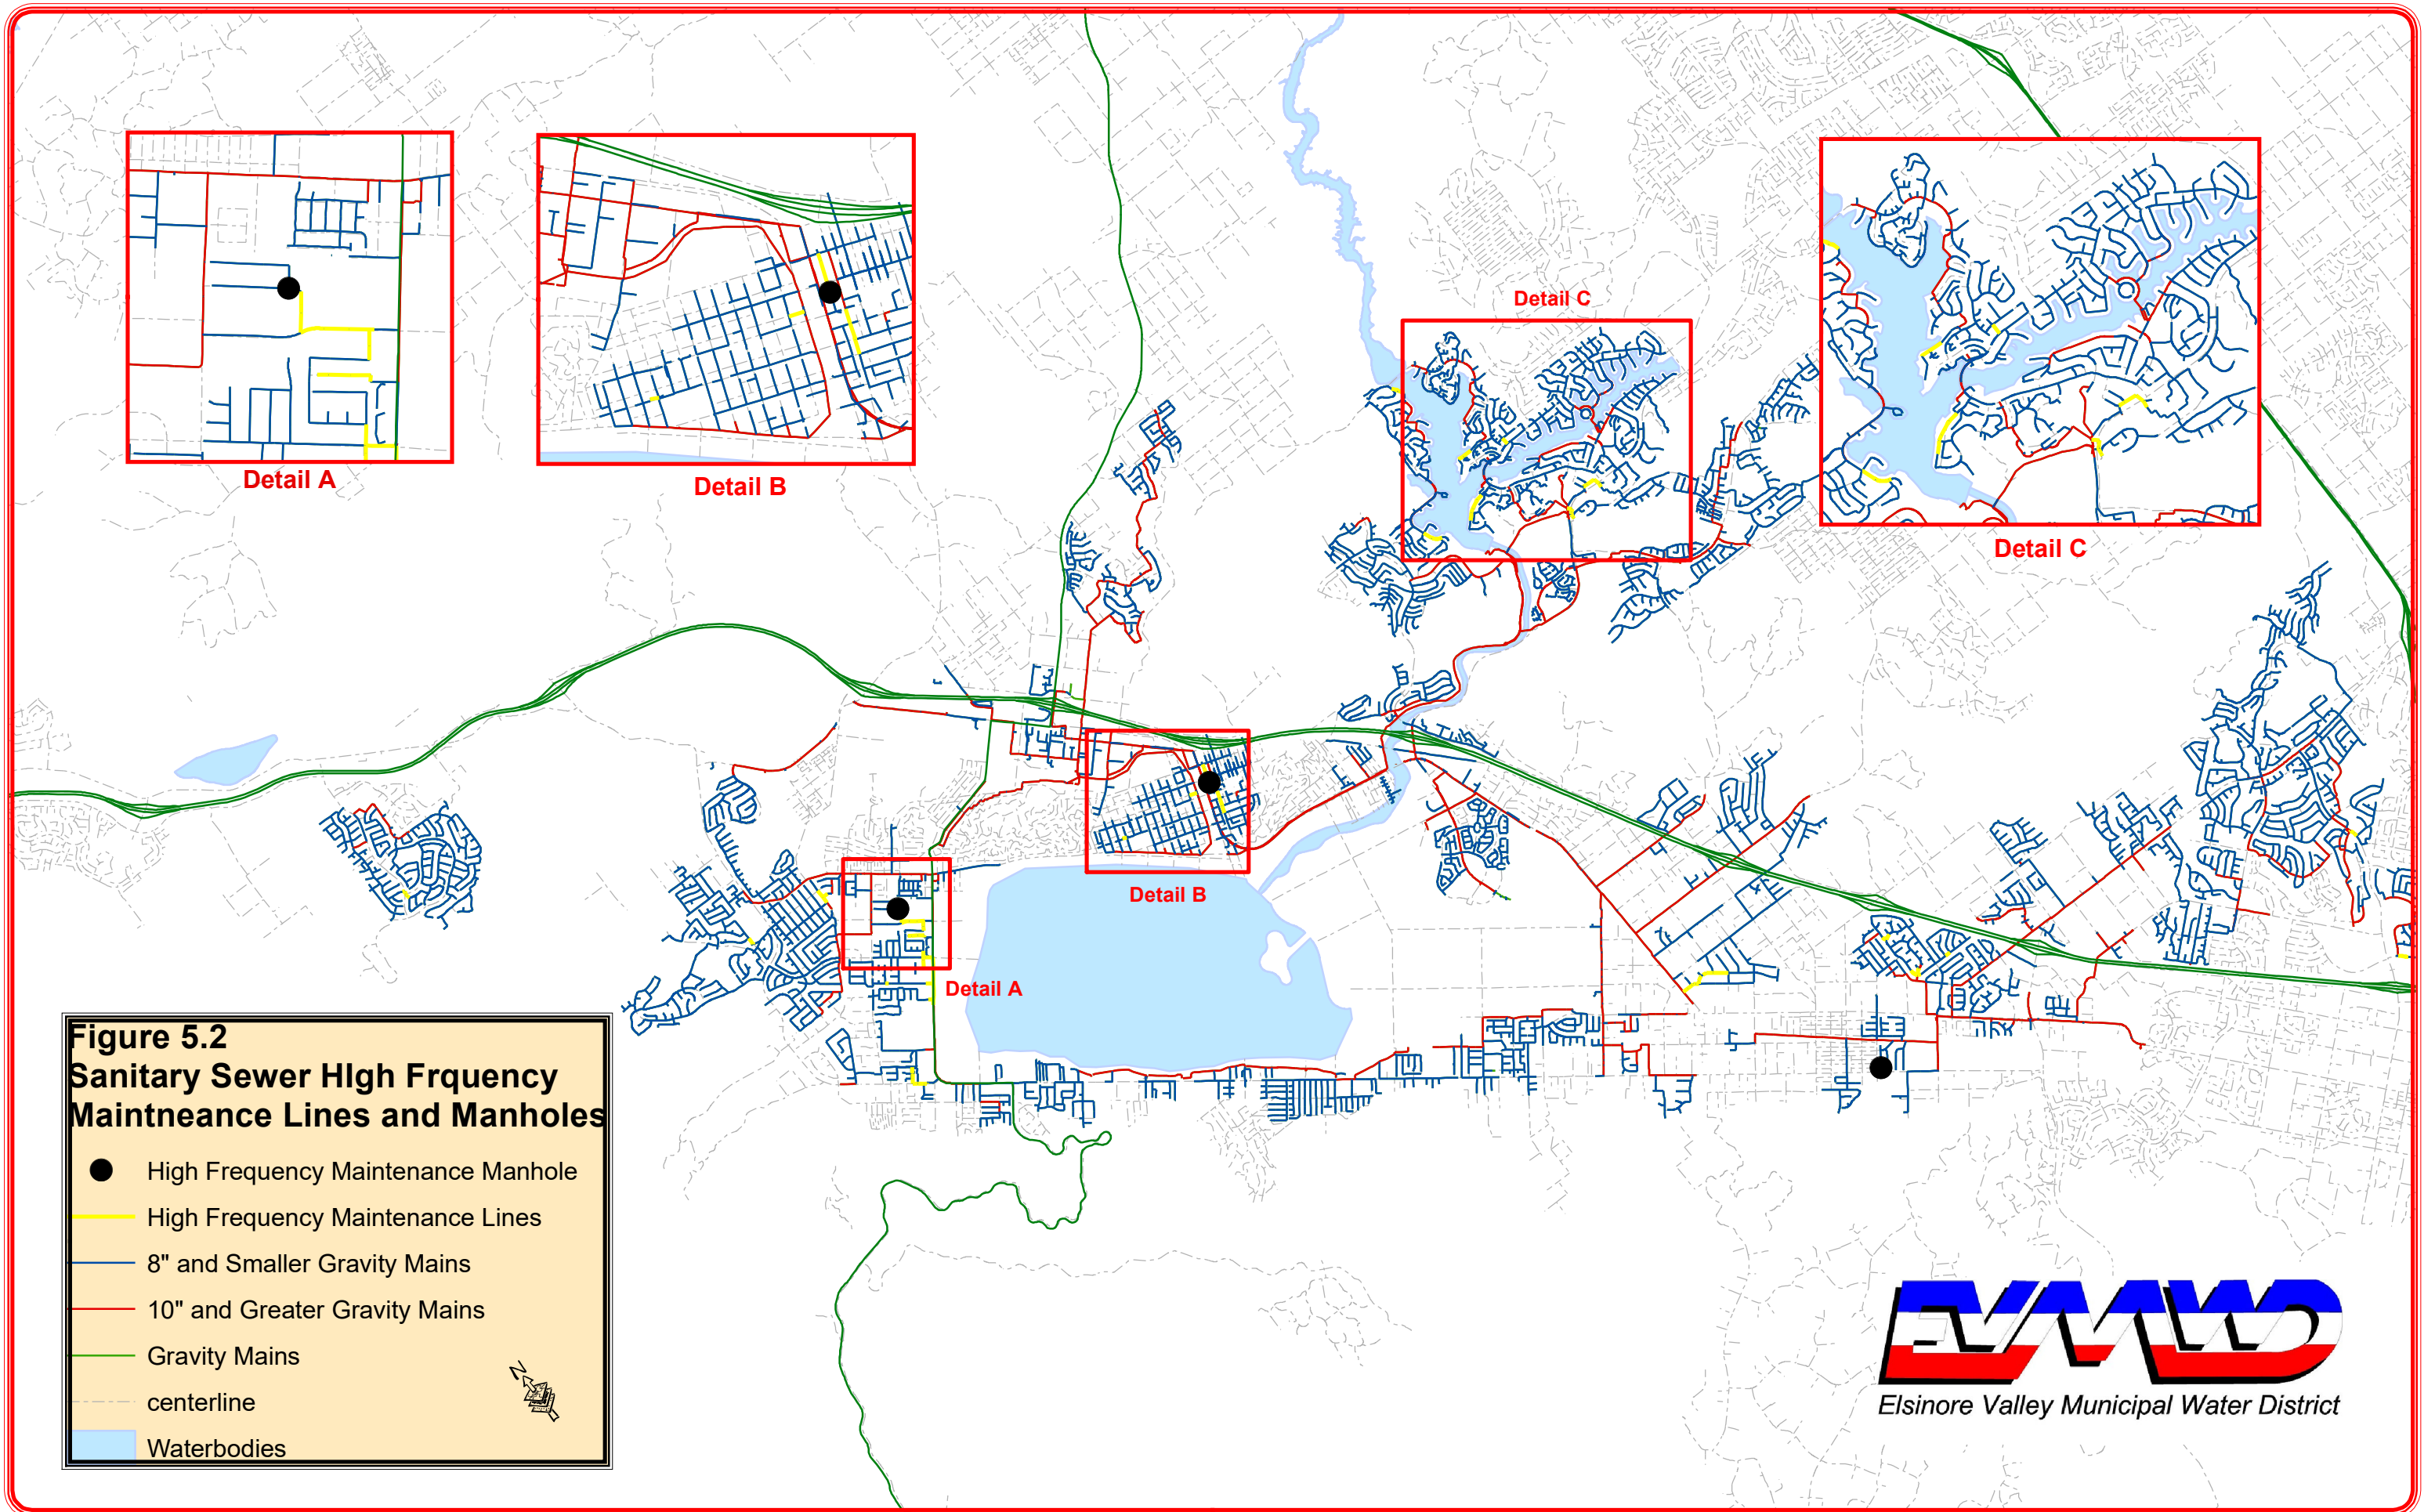 Detail C
Detail A
Detail B
Detail C
Detail B
Detail A
Figure 5.2
Sanitary Sewer HIgh Frquency
Maintneance Lines and Manholes
High Frequency Maintenance Manhole
High Frequency Maintenance Lines
8" and Smaller Gravity Mains
10" and Greater Gravity Mains
Gravity Mains
N
centerline
Waterbodies
EVMWD
Elsinore Valley Municipal Water District